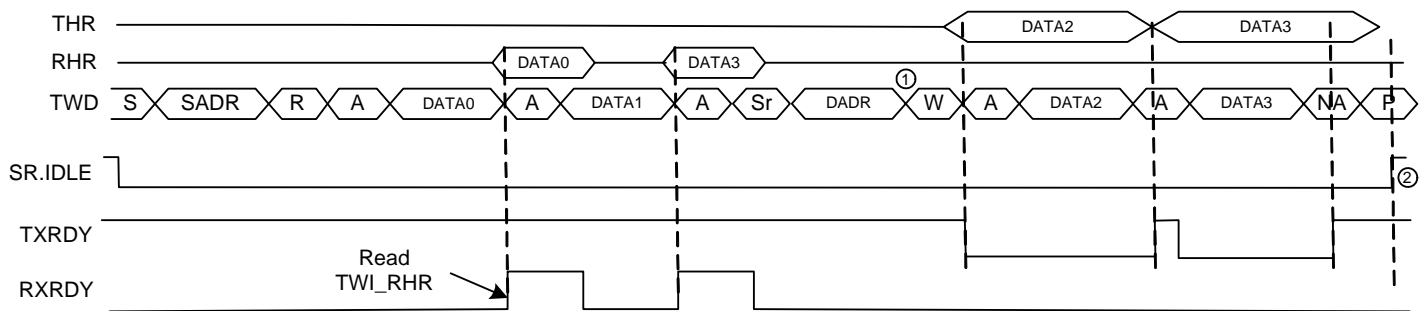 THR DATA2 DATA3
RHR DATA0 DATA3
①
TWD S SADR R A DATA0 A DATA1 A Sr DADR W A DATA2 A DATA3 NA P
SR.IDLE ②
TXRDY
Read
TWI_RHR
RXRDY